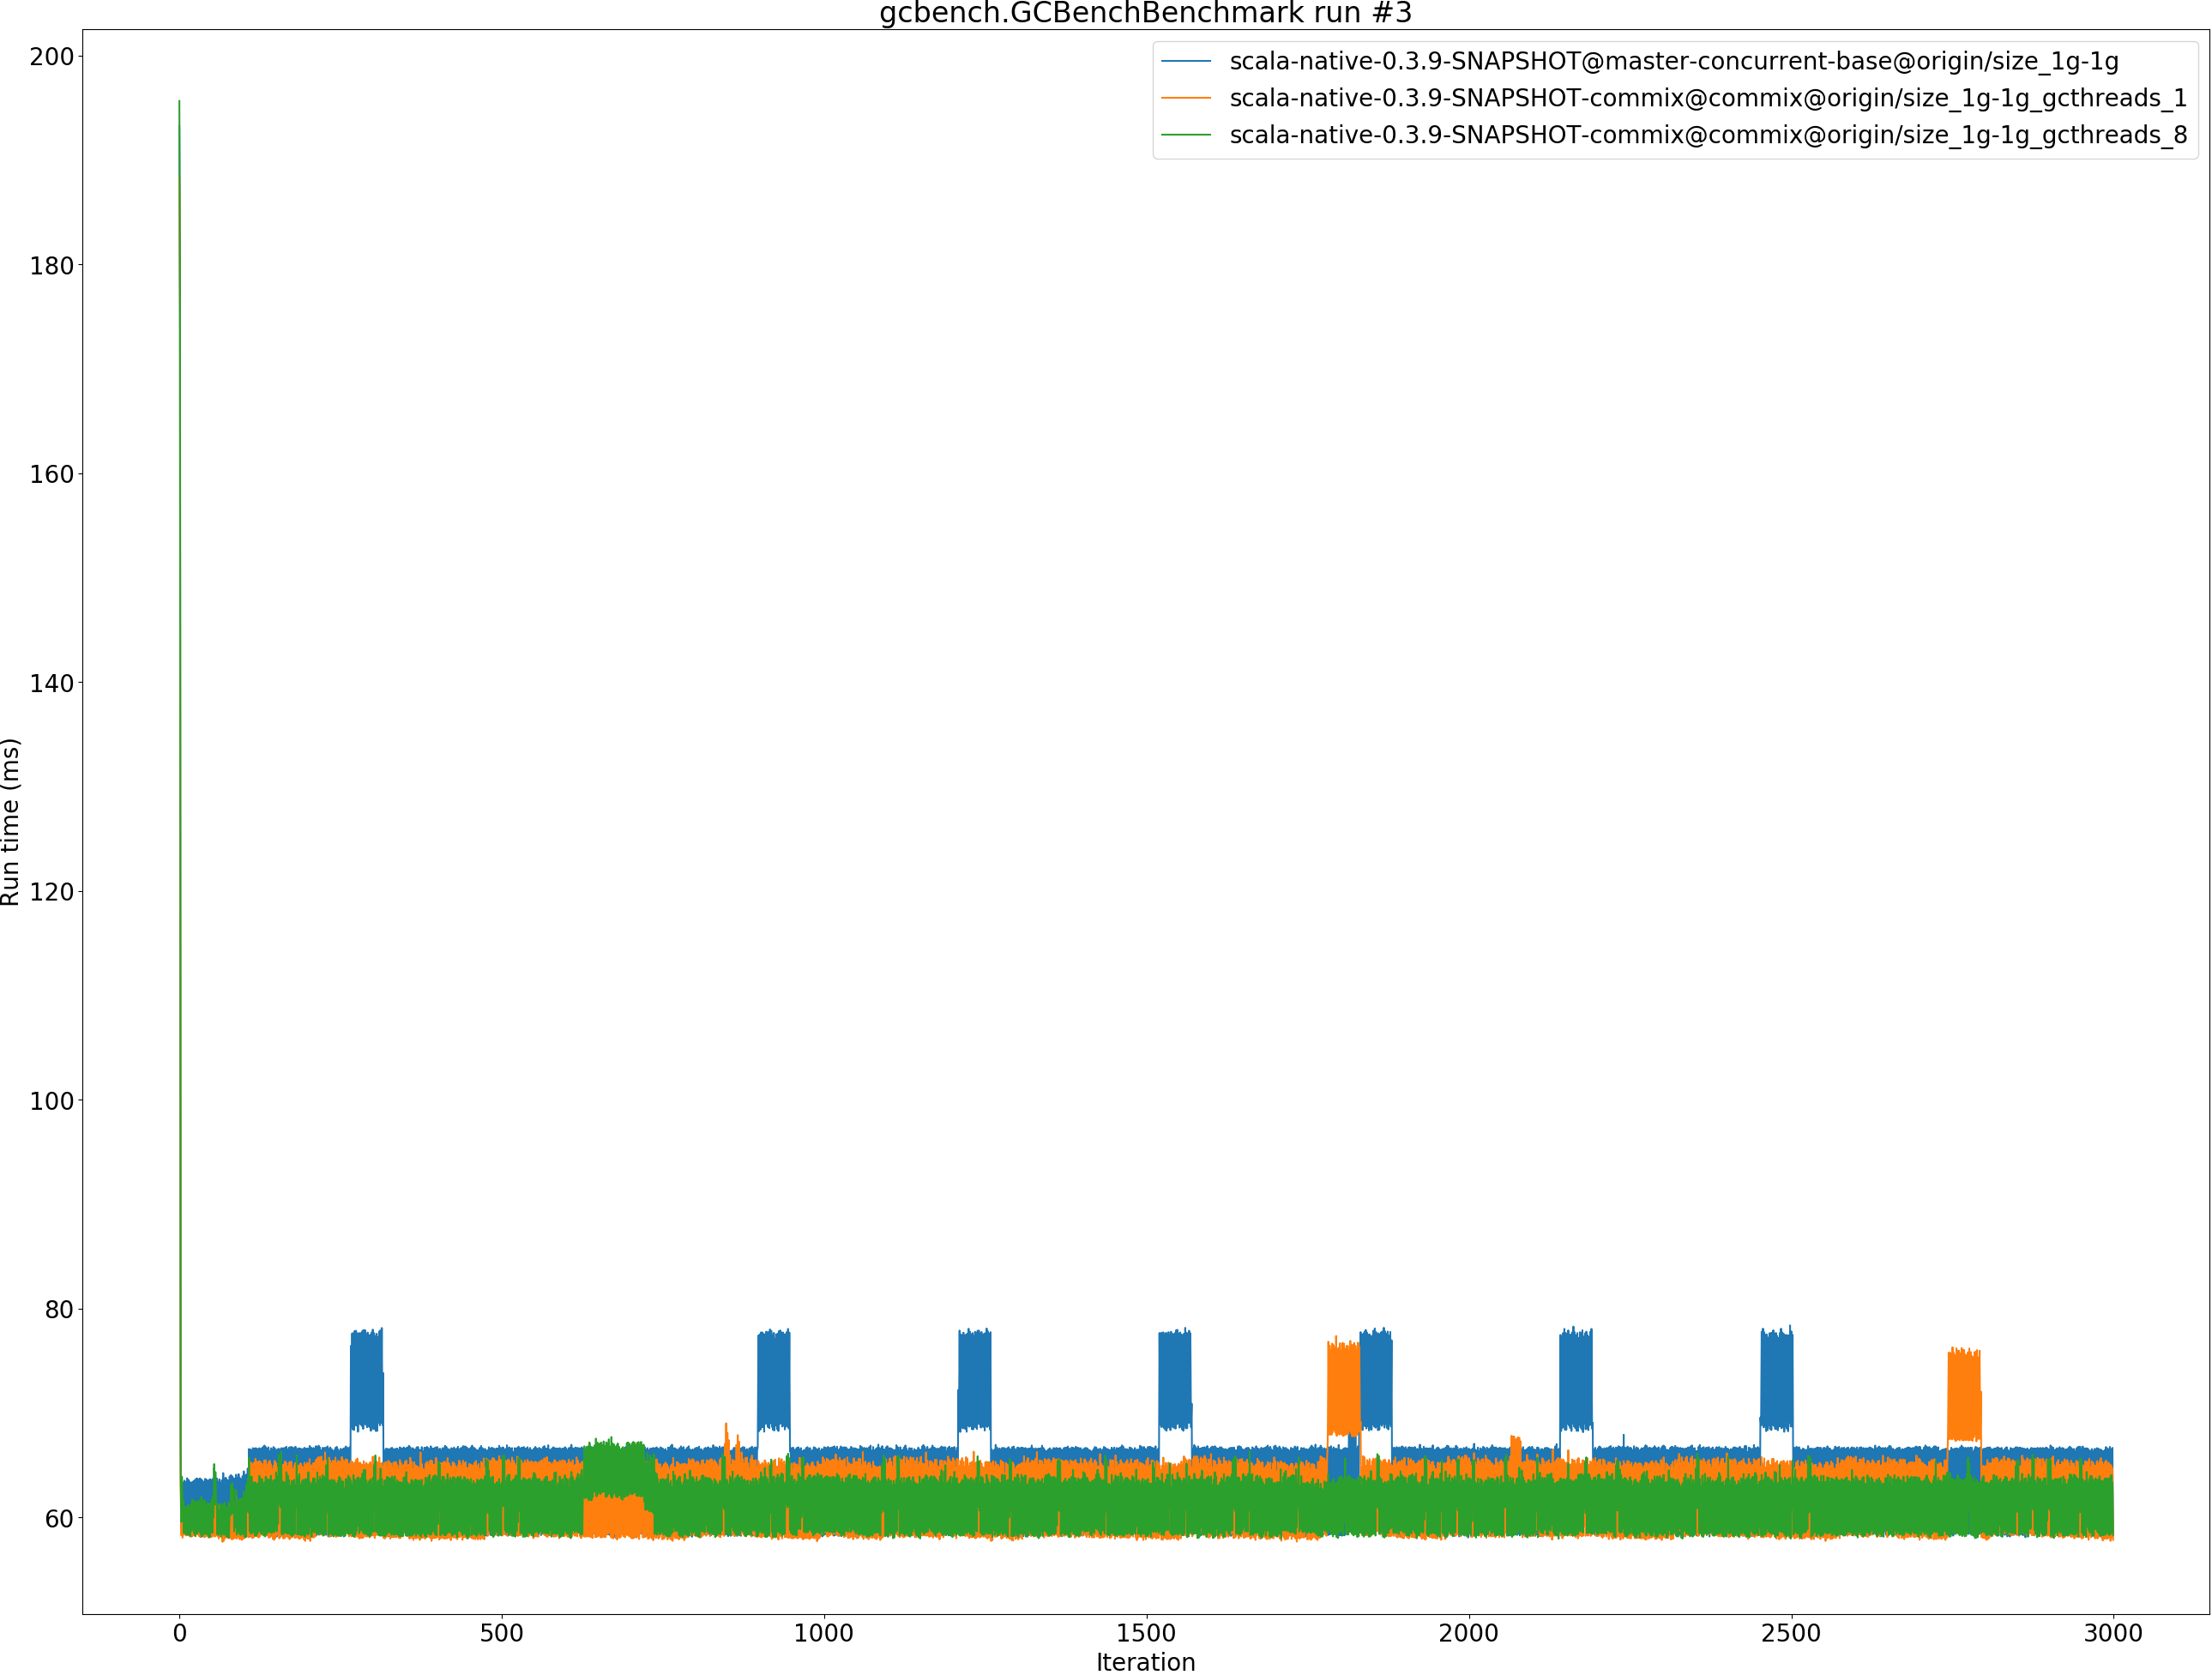 gcbench.GCBenchBenchmark run #3
scala-native-0.3.9-SNAPSHOT@master-concurrent-base@origin/size_1g-1g
scala-native-0.3.9-SNAPSHOT-commix@commix@origin/size_1g-1g_gcthreads_1
scala-native-0.3.9-SNAPSHOT-commix@commix@origin/size_1g-1g_gcthreads_8
200
180
160
140
120
100
80
60
Run time (ms)
0 500 1000 1500 2000 2500 3000
Iteration